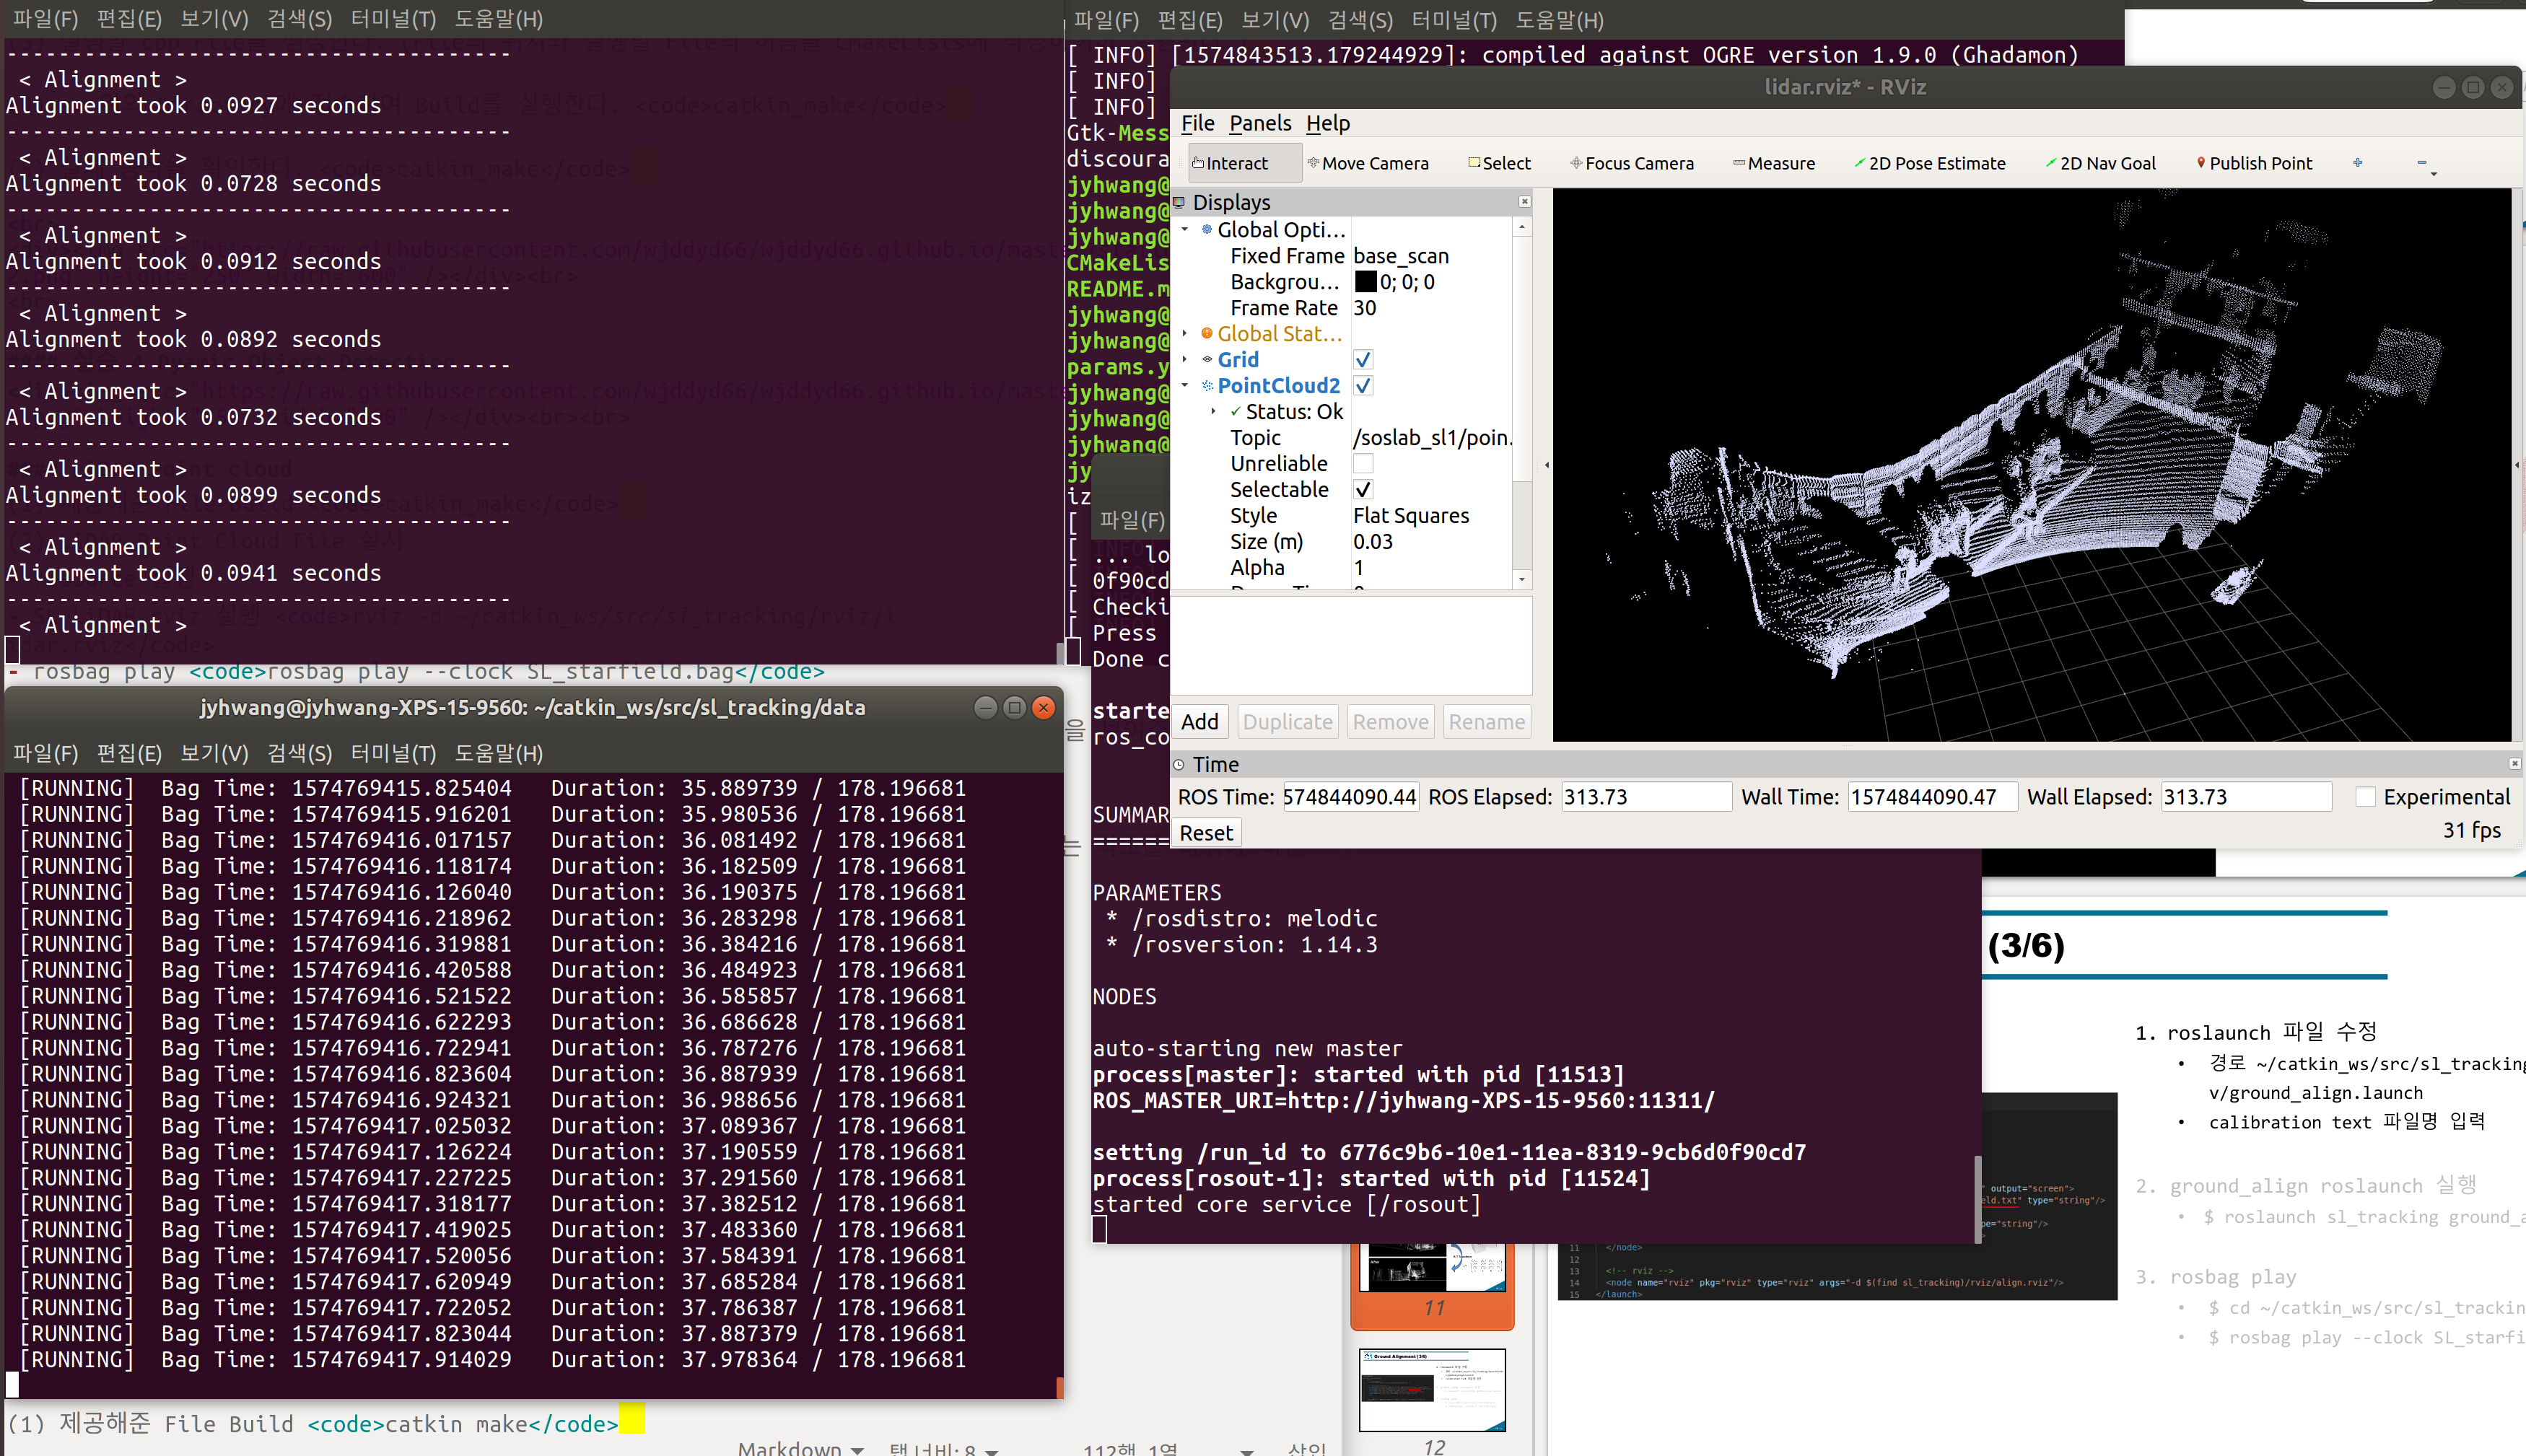 파일(F) 편집(E) 보기(V) 검색(S) 터미널(T) 도움말(H)
----------------------------------------
< Alignment >
Alignment took 0.0927 seconds
----------------------------------------
< Alignment >
Alignment took 0.0728 seconds
----------------------------------------
< Alignment >
Alignment took 0.0912 seconds
----------------------------------------
< Alignment >
Alignment took 0.0892 seconds
----------------------------------------
< Alignment >
Alignment took 0.0732 seconds
----------------------------------------
< Alignment >
Alignment took 0.0899 seconds
----------------------------------------
< Alignment >
Alignment took 0.0941 seconds
----------------------------------------
< Alignment >
- rosbag play <code>rosbag play --clock SL_starfield.bag</code>
jyhwang@jyhwang-XPS-15-9560: ~/catkin_ws/src/sl_tracking/data
파일(F) 편집(E) 보기(V) 검색(S) 터미널(T) 도움말(H)
[RUNNING] Bag Time: 1574769415.825404 Duration: 35.889739 / 178.196681
[RUNNING] Bag Time: 1574769415.916201 Duration: 35.980536 / 178.196681
[RUNNING] Bag Time: 1574769416.017157 Duration: 36.081492 / 178.196681
[RUNNING] Bag Time: 1574769416.118174 Duration: 36.182509 / 178.196681
[RUNNING] Bag Time: 1574769416.126040 Duration: 36.190375 / 178.196681
[RUNNING] Bag Time: 1574769416.218962 Duration: 36.283298 / 178.196681
[RUNNING] Bag Time: 1574769416.319881 Duration: 36.384216 / 178.196681
[RUNNING] Bag Time: 1574769416.420588 Duration: 36.484923 / 178.196681
[RUNNING] Bag Time: 1574769416.521522 Duration: 36.585857 / 178.196681
[RUNNING] Bag Time: 1574769416.622293 Duration: 36.686628 / 178.196681
[RUNNING] Bag Time: 1574769416.722941 Duration: 36.787276 / 178.196681
[RUNNING] Bag Time: 1574769416.823604 Duration: 36.887939 / 178.196681
[RUNNING] Bag Time: 1574769416.924321 Duration: 36.988656 / 178.196681
[RUNNING] Bag Time: 1574769417.025032 Duration: 37.089367 / 178.196681
[RUNNING] Bag Time: 1574769417.126224 Duration: 37.190559 / 178.196681
[RUNNING] Bag Time: 1574769417.227225 Duration: 37.291560 / 178.196681
[RUNNING] Bag Time: 1574769417.318177 Duration: 37.382512 / 178.196681
[RUNNING] Bag Time: 1574769417.419025 Duration: 37.483360 / 178.196681
[RUNNING] Bag Time: 1574769417.520056 Duration: 37.584391 / 178.196681
[RUNNING] Bag Time: 1574769417.620949 Duration: 37.685284 / 178.196681
[RUNNING] Bag Time: 1574769417.722052 Duration: 37.786387 / 178.196681
[RUNNING] Bag Time: 1574769417.823044 Duration: 37.887379 / 178.196681
[RUNNING] Bag Time: 1574769417.914029 Duration: 37.978364 / 178.196681
(1) 제공해준 File Build <code>catkin make</code>
Markdown 탭 너비: 8 112행, 1열 삽입
파일(F) 편집(E) 보기(V) 검색(S) 터미널(T) 도움말(H)
[ INFO] [1574843513.179244929]: compiled against OGRE version 1.9.0 (Ghadamon)
[ INFO]
[ INFO]
Gtk-Mess
discoura
jyhwang@
jyhwang@
jyhwang@
CMakeLis
README.m
jyhwang@
jyhwang@
params.y
jyhwang@
jyhwang@
jyhwang@
jy
iz
lidar.rviz* - RViz
File Panels Help
Interact Move Camera Select Focus Camera Measure 2D Pose Estimate 2D Nav Goal Publish Point
Displays
Global Opti...
Fixed Frame base_scan
Backgrou... 0; 0; 0
Frame Rate 30
Global Stat...
Grid
PointCloud2
Status: Ok
Topic /soslab_sl1/poin.
Unreliable
Selectable
Style Flat Squares
Size (m) 0.03
Alpha 1
Add Duplicate Remove Rename
Time
ROS Time: 574844090.44 ROS Elapsed: 313.73 Wall Time: 1574844090.47 Wall Elapsed: 313.73 Experimental
Reset 31 fps
파일(F)
... lo
0f90cd
Checki
Press
Done c
starte
ros_co
SUMMAR
======
PARAMETERS
* /rosdistro: melodic
* /rosversion: 1.14.3
NODES
auto-starting new master
process[master]: started with pid [11513]
ROS_MASTER_URI=http://jyhwang-XPS-15-9560:11311/
setting /run_id to 6776c9b6-10e1-11ea-8319-9cb6d0f90cd7
process[rosout-1]: started with pid [11524]
started core service [/rosout]
11
12
(3/6)
1. roslaunch 파일 수정
• 경로 ~/catkin_ws/src/sl_tracking
v/ground_align.launch
• calibration text 파일명 입력
2. ground_align roslaunch 실행
• $ roslaunch sl_tracking ground_a
3. rosbag play
• $ cd ~/catkin_ws/src/sl_trackin
• $ rosbag play --clock SL_starfi
" output="screen">
eld.txt" type="string"/>
pe="string"/>
11 </node>
12
13 <!-- rviz -->
14 <node name="rviz" pkg="rviz" type="rviz" args="-d $(find sl_tracking)/rviz/align.rviz"/>
15 </launch>